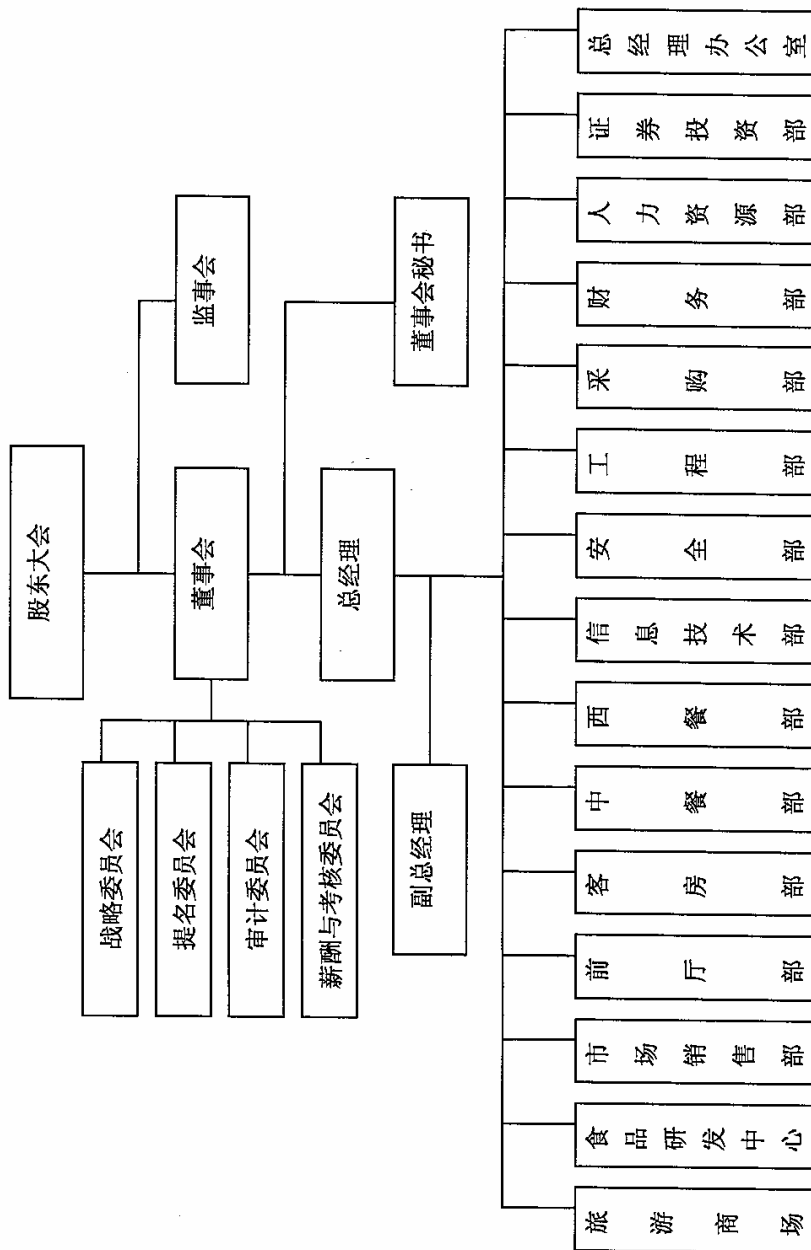 股东大会
监事会
董事会
董事会秘书
总经理
战略委员会
提名委员会
审计委员会
薪酬与考核委员会
副总经理
旅游商场
食品研发中心
市场销售部
前厅部
客房部
中餐部
西餐部
信息技术部
安全部
工程部
采购部
财务部
人力资源部
证券投资部
总经理办公室